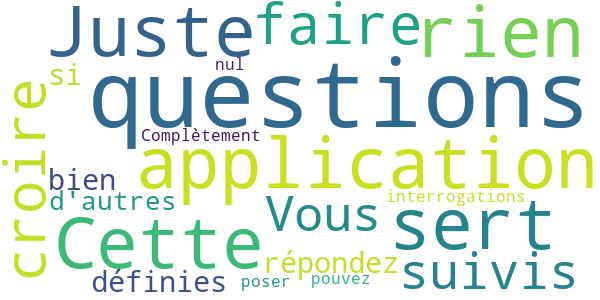 Juste faire rien
si nul
questions
croire
Complètement
application
bien
d'autres Vous interrogations
Cette sert
répondez suivis
définies poser pouvez